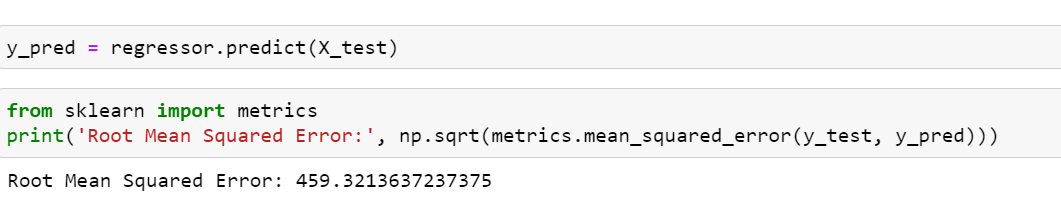 y_pred = regressor.predict(X_test)
from sklearn import metrics
print('Root Mean Squared Error:', np.sqrt(metrics.mean_squared_error(y_test, y_pred)))
Root Mean Squared Error: 459.3213637237375